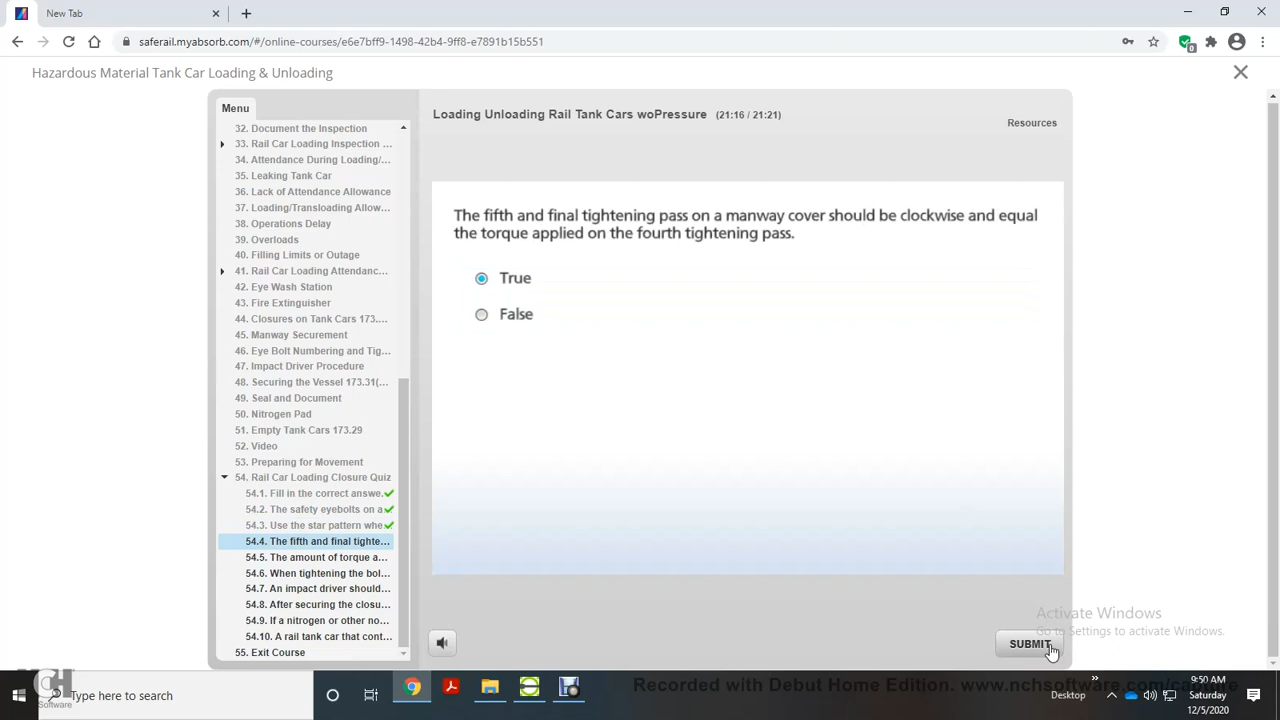 New Tab
saferail.myabsorb.com/#/online-courses/e6e7bff9-1498-42b4-9ff8-e7891b15b551
0
Hazardous Material Tank Car Loading & Unloading
Menu
32. Document the Inspection
33. Rail Car Loading Inspection ...
34. Attendance During Loading/...
35. Leaking Tank Car
36. Lack of Attendance Allowance
37. Loading/Transloading Allow...
38. Operations Delay
39. Overloads
40. Filling Limits or Outage
41. Rail Car Loading Attendanc...
42. Eye Wash Station
43. Fire Extinguisher
44. Closures on Tank Cars 173....
45. Manway Securement
46. Eye Bolt Numbering and Tig...
47. Impact Driver Procedure
48. Securing the Vessel 173.31(...
49. Seal and Document
50. Nitrogen Pad
51. Empty Tank Cars 173.29
52. Video
53. Preparing for Movement
54. Rail Car Loading Closure Quiz
54.1. Fill in the correct answe.
54.2. The safety eyebolts on a
54.3. Use the star pattern whe
54.4. The fifth and final tighte...
54.5. The amount of torque a...
54.6. When tightening the bol...
54.7. An impact driver should...
54.8. After securing the closu...
54.9. If a nitrogen or other no...
54.10. A rail tank car that cont...
55. Exit Course
Loading Unloading Rail Tank Cars woPressure (21:16 / 21:21)
Resources
The fifth and final tightening pass on a manway cover should be clockwise and equal
the torque applied on the fourth tightening pass.
True
False
SUBMIT
Activate Windows
Go to Settings to activate Windows.
NCH
Software
Type here to search
Recorded with Debut Home Edition. www.nchsoftware.com/capture
Desktop
9:50 AM
Saturday
12/5/2020